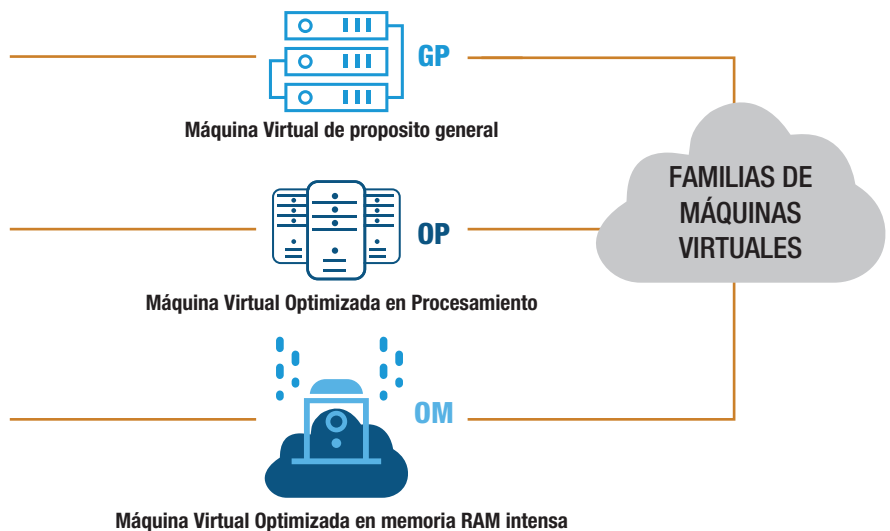 GP
Máquina Virtual de proposito general
FAMILIAS DE
MÁQUINAS
VIRTUALES
OP
Máquina Virtual Optimizada en Procesamiento
OM
Máquina Virtual Optimizada en memoria RAM intensa